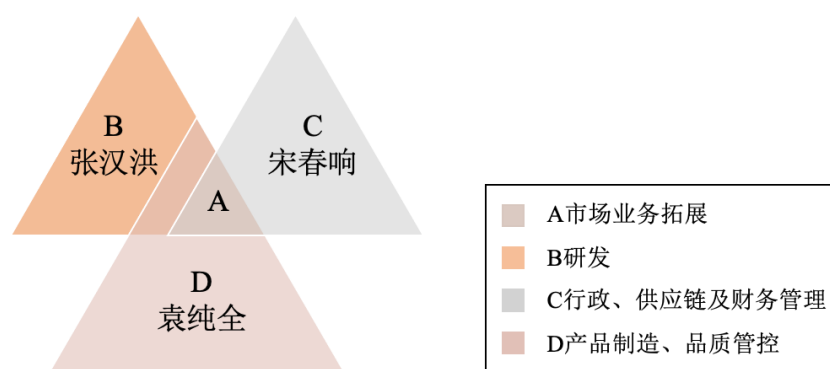 B
张汉洪
C
宋春响
A
D
袁纯全
A市场业务拓展
B研发
C行政、供应链及财务管理
D产品制造、品质管控